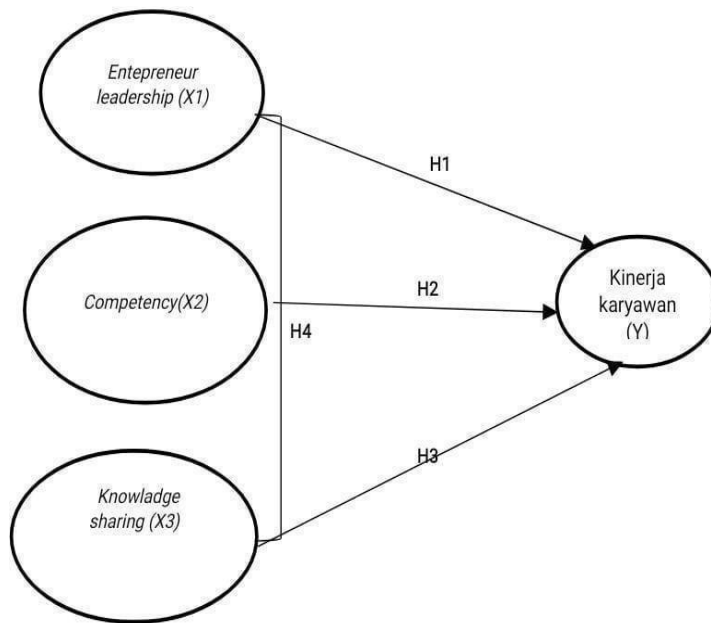 Entepreneur
leadership (X1)
H1
Competency(X2)
H2
H4
Kinerja
karyawan
(Y)
H3
Knowladge
sharing (X3)